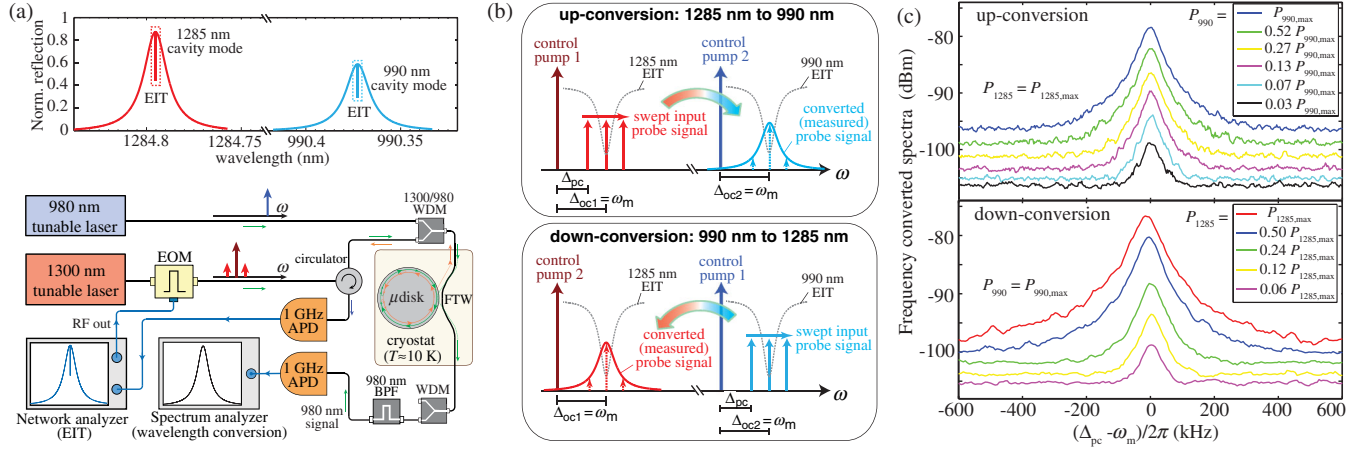 (a)
Norm. reflection
1
0.8
0.6
0.4
0.2
0
1285 nm
cavity mode
EIT
990 nm
cavity mode
EIT
1284.8
1284.75
990.4
990.35
wavelength (nm)
980 nm
tunable laser
ω
1300/980
WDM
1300 nm
tunable laser
EOM
ω
circulator
RF out
1 GHz
APD
μdisk
FTW
cryostat
(T≈10 K)
1 GHz
APD
980 nm
BPF
WDM
980 nm
signal
Network analyzer
(EIT)
Spectrum analyzer
(wavelength conversion)
(b)
up-conversion: 1285 nm to 990 nm
control
pump 1
1285 nm
EIT
control
pump 2
990 nm
EIT
swept input
probe signal
converted
(measured)
probe signal
ω
Δpc
Δoc1=ωm
Δoc2=ωm
down-conversion: 990 nm to 1285 nm
control
pump 2
1285 nm
EIT
control
pump 1
990 nm
EIT
converted
(measured)
probe signal
swept input
probe signal
ω
Δoc1=ωm
Δpc
Δoc2=ωm
(c)
Frequency converted spectra (dBm)
up-conversion
P990 =
P990,max
0.52 P990,max
0.27 P990,max
0.13 P990,max
0.07 P990,max
0.03 P990,max
P1285 = P1285,max
-80
-90
-100
down-conversion
P1285 =
P1285,max
0.50 P1285,max
0.24 P1285,max
0.12 P1285,max
0.06 P1285,max
P990 = P990,max
-80
-90
-100
-600
-400
-200
0
200
400
600
(Δpc -ωm)/2π (kHz)